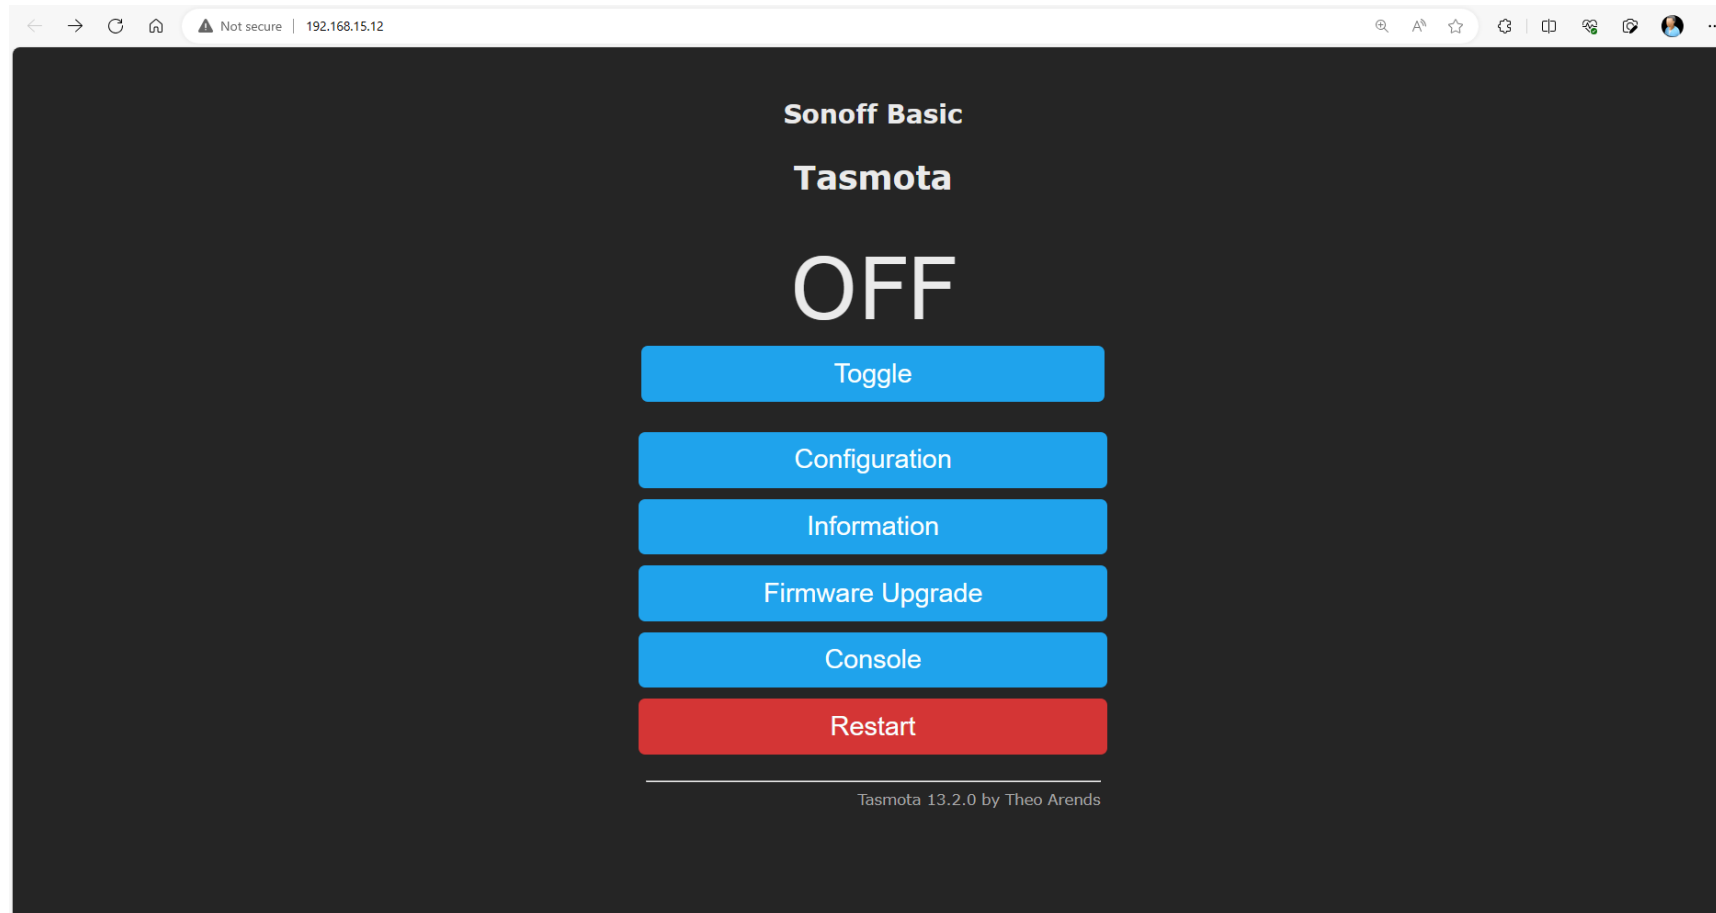 Not secure | 192.168.15.12
Sonoff Basic
Tasmota
OFF
Toggle
Configuration
Information
Firmware Upgrade
Console
Restart
Tasmota 13.2.0 by Theo Arends